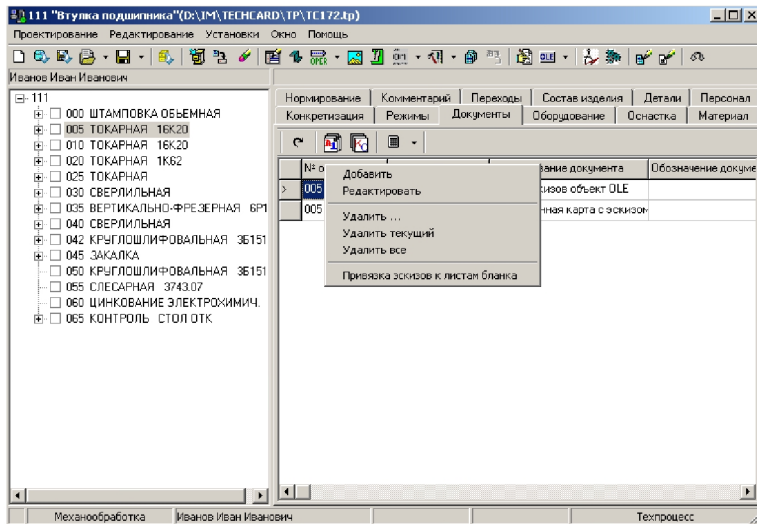 111 "Втулка подшипника"(D:\IM\TECHCARD\TP\TC172.tp)
Проектирование Редактирование Установки Окно Помощь
Иванов Иван Иванович
111
000 ШТАМПОВКА ОБЬЕМНАЯ
005 ТОКАРНАЯ 16К20
010 ТОКАРНАЯ 16К20
020 ТОКАРНАЯ 1К62
025 ТОКАРНАЯ
030 СВЕРЛИЛЬНАЯ
035 ВЕРТИКАЛЬНО-ФРЕЗЕРНАЯ 6Р1
040 СВЕРЛИЛЬНАЯ
042 КРУГЛОШЛИФОВАЛЬНАЯ 3Б151
045 ЗАКАЛКА
050 КРУГЛОШЛИФОВАЛЬНАЯ 3Б151
055 СЛЕСАРНАЯ 3743.07
060 ЦИНКОВАНИЕ ЭЛЕКТРОХИМИЧ.
065 КОНТРОЛЬ СТОЛ ОТК
Нормирование Комментарий Переходы Состав изделия Детали Персонал
Конкретизация Режимы Документы Оборудование Оснастка Материал
№ о вание документа Обозначение докуме
005 кизов объект OLE
005 нная карта с эскизом
Добавить
Редактировать
Удалить ...
Удалить текущий
Удалить все
Привязка эскизов к листам бланка
Механообработка Иванов Иван Иванович Техпроцесс